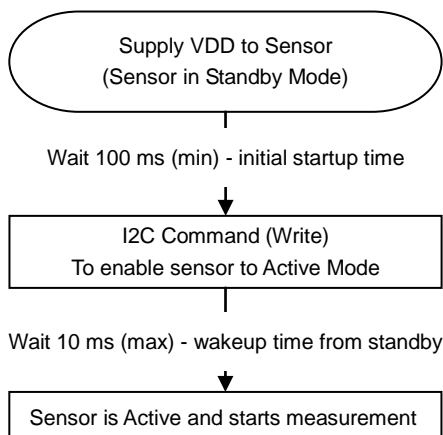 Supply VDD to Sensor
(Sensor in Standby Mode)
Wait 100 ms (min) - initial startup time
I2C Command (Write)
To enable sensor to Active Mode
Wait 10 ms (max) - wakeup time from standby
Sensor is Active and starts measurement